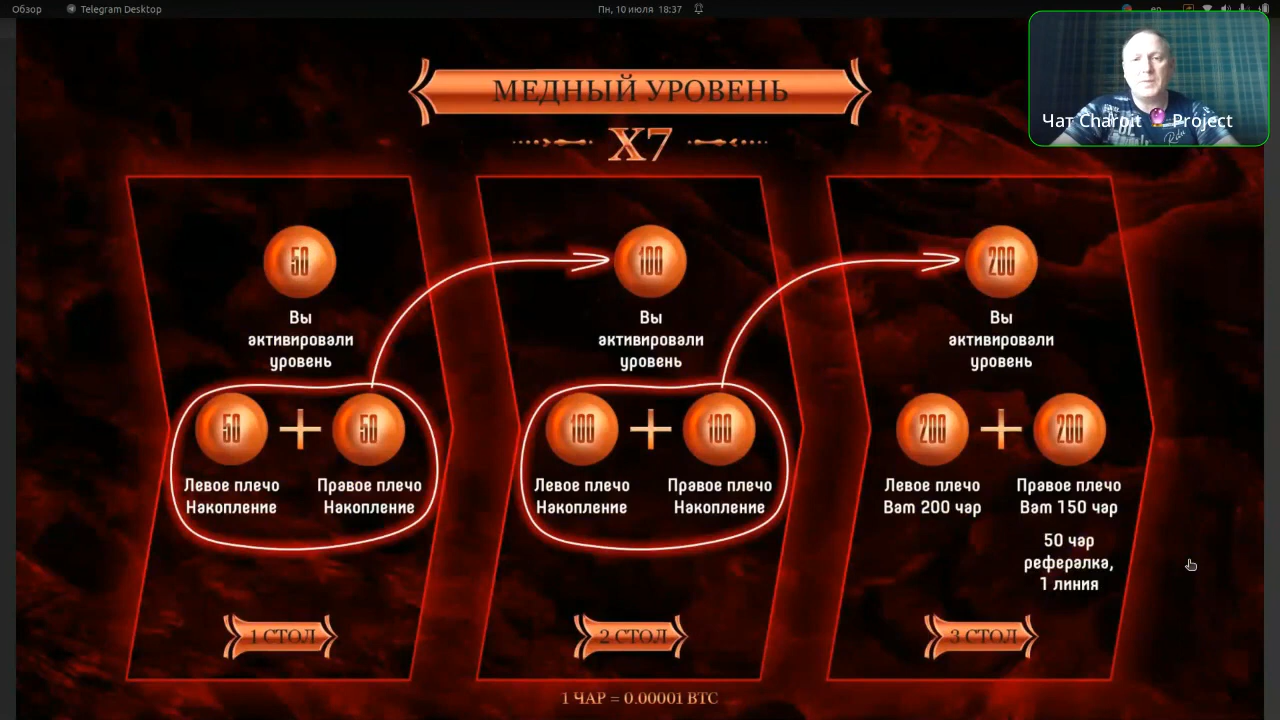 Обзор
Telegram Desktop
Пн, 10 июля 18:37
МЕДНЫЙ УРОВЕНЬ
X7
Чат Charoit Project
50
Вы
активировали
уровень
50
50
Левое плечо
Накопление
Правое плечо
Накопление
1 СТОЛ
100
Вы
активировали
уровень
100
100
Левое плечо
Накопление
Правое плечо
Накопление
2 СТОЛ
200
Вы
активировали
уровень
200
200
Левое плечо
Вам 200 чар
Правое плечо
Вам 150 чар
50 чар
рефералка,
1 линия
3 СТОЛ
1 ЧАР = 0.00001 BTC